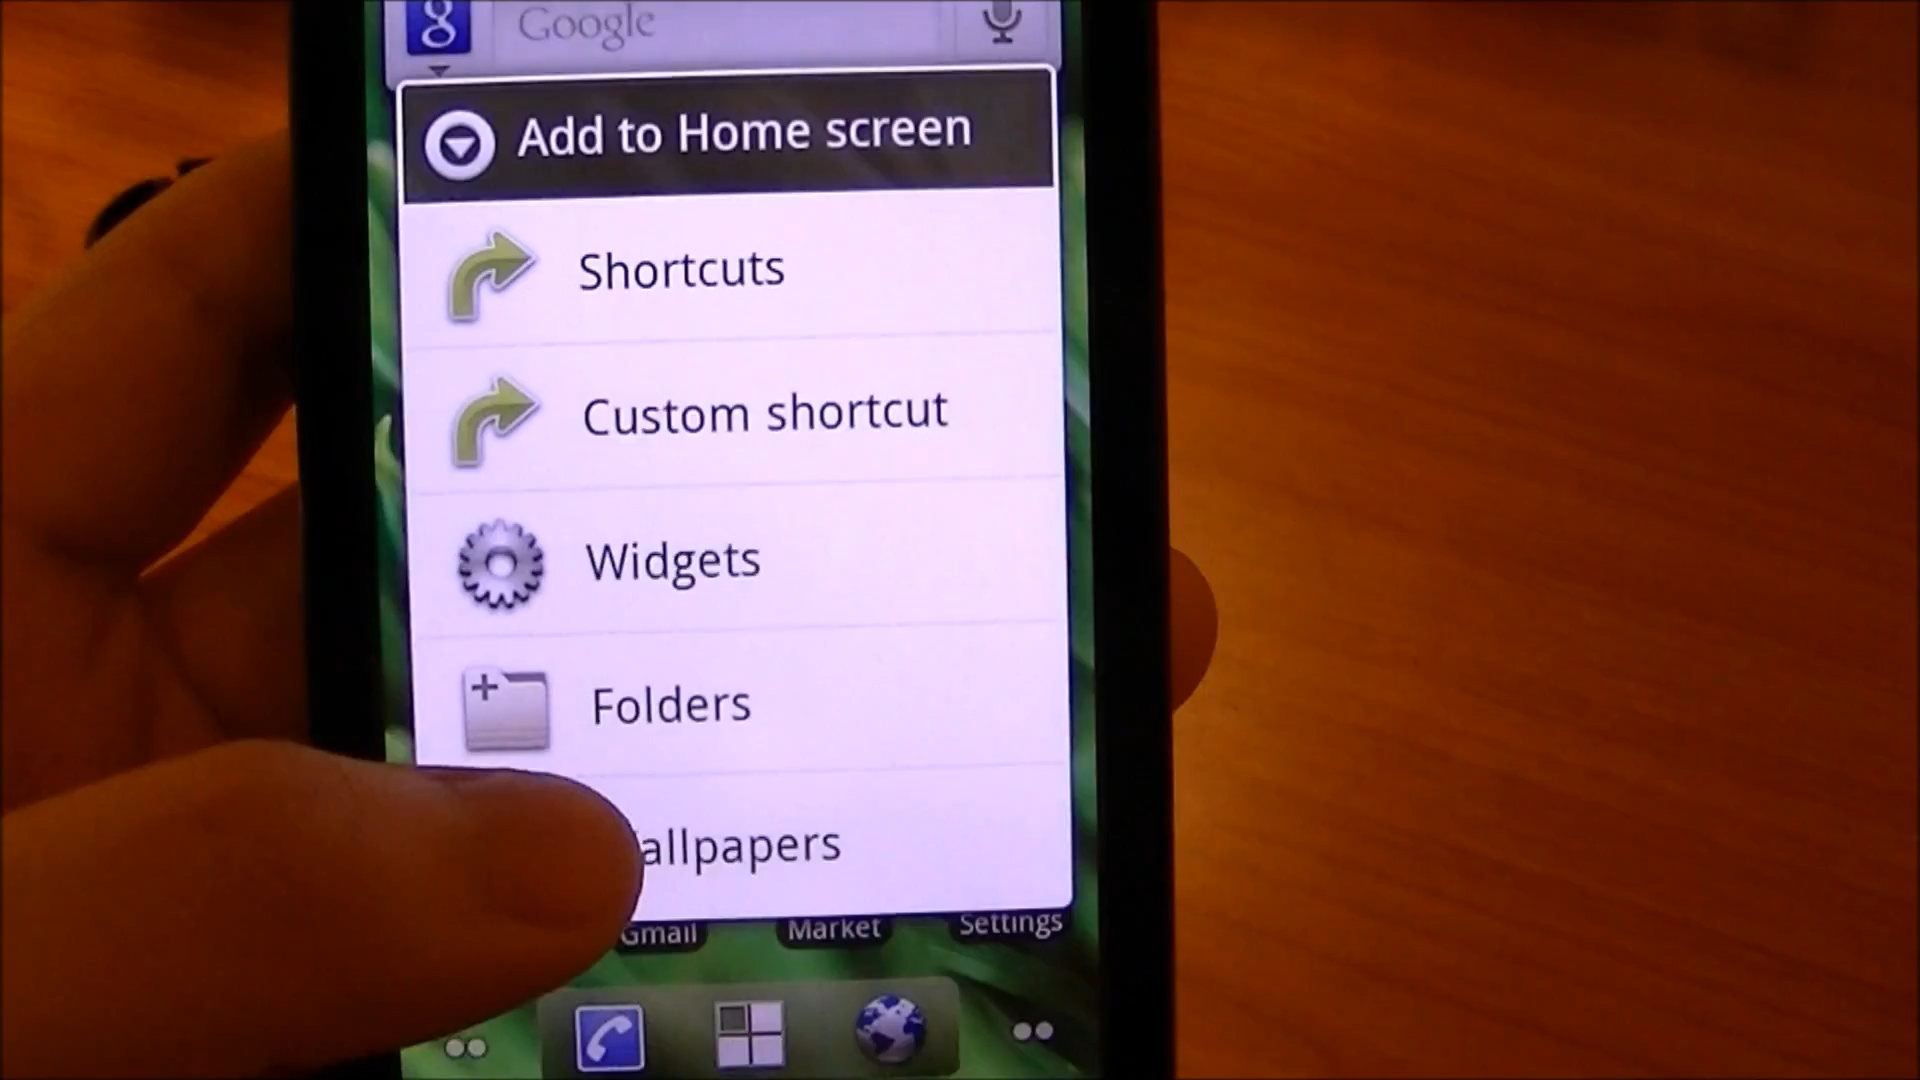 g Google
Add to Home screen
Shortcuts
Custom shortcut
Widgets
Folders
allpapers
Gmail Market Settings